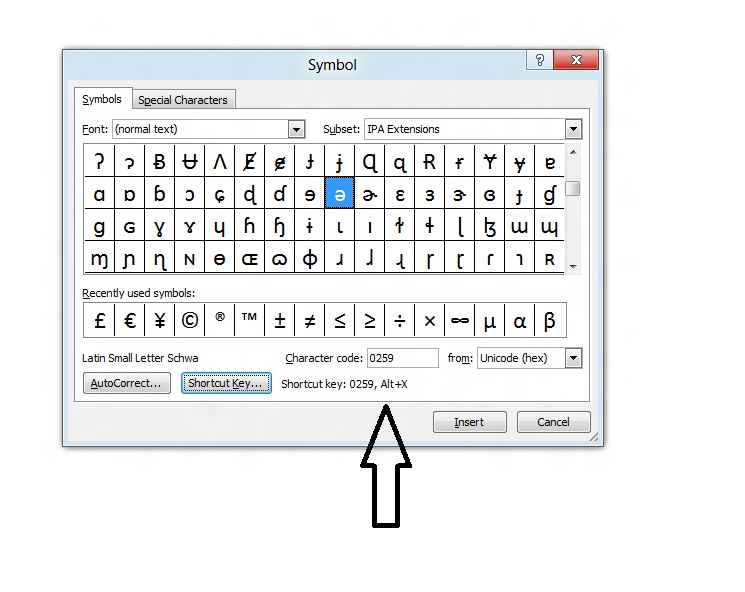 Symbol
?
Symbols
Special Characters
Font: (normal text) Subset: IPA Extensions
ʔ ɂ Ƀ Ʉ Ʌ Ɇ ɇ Ɉ ɉ Ɋ ɋ Ɍ ɍ Ɏ ɏ ɐ
ɑ ɒ ɓ ɔ ɕ ɖ ɗ ɘ ə ɚ ɛ ɜ ɝ ɞ ɟ ɠ
ɡ ɢ ɣ ɤ ɥ ɦ ɧ ɨ ɩ ɪ ɫ ɬ ɭ ɮ ɯ ɰ
ɱ ɲ ɳ ɴ ɵ ɶ ɷ ɸ ɹ ɺ ɻ ɼ ɽ ɾ ɿ ʀ
Recently used symbols:
£ € ¥ © ® ™ ± ≠ ≤ ≥ ÷ × ∞ µ α β
Latin Small Letter Schwa Character code: 0259 from: Unicode (hex)
AutoCorrect... Shortcut Key... Shortcut key: 0259, Alt+X
Insert Cancel